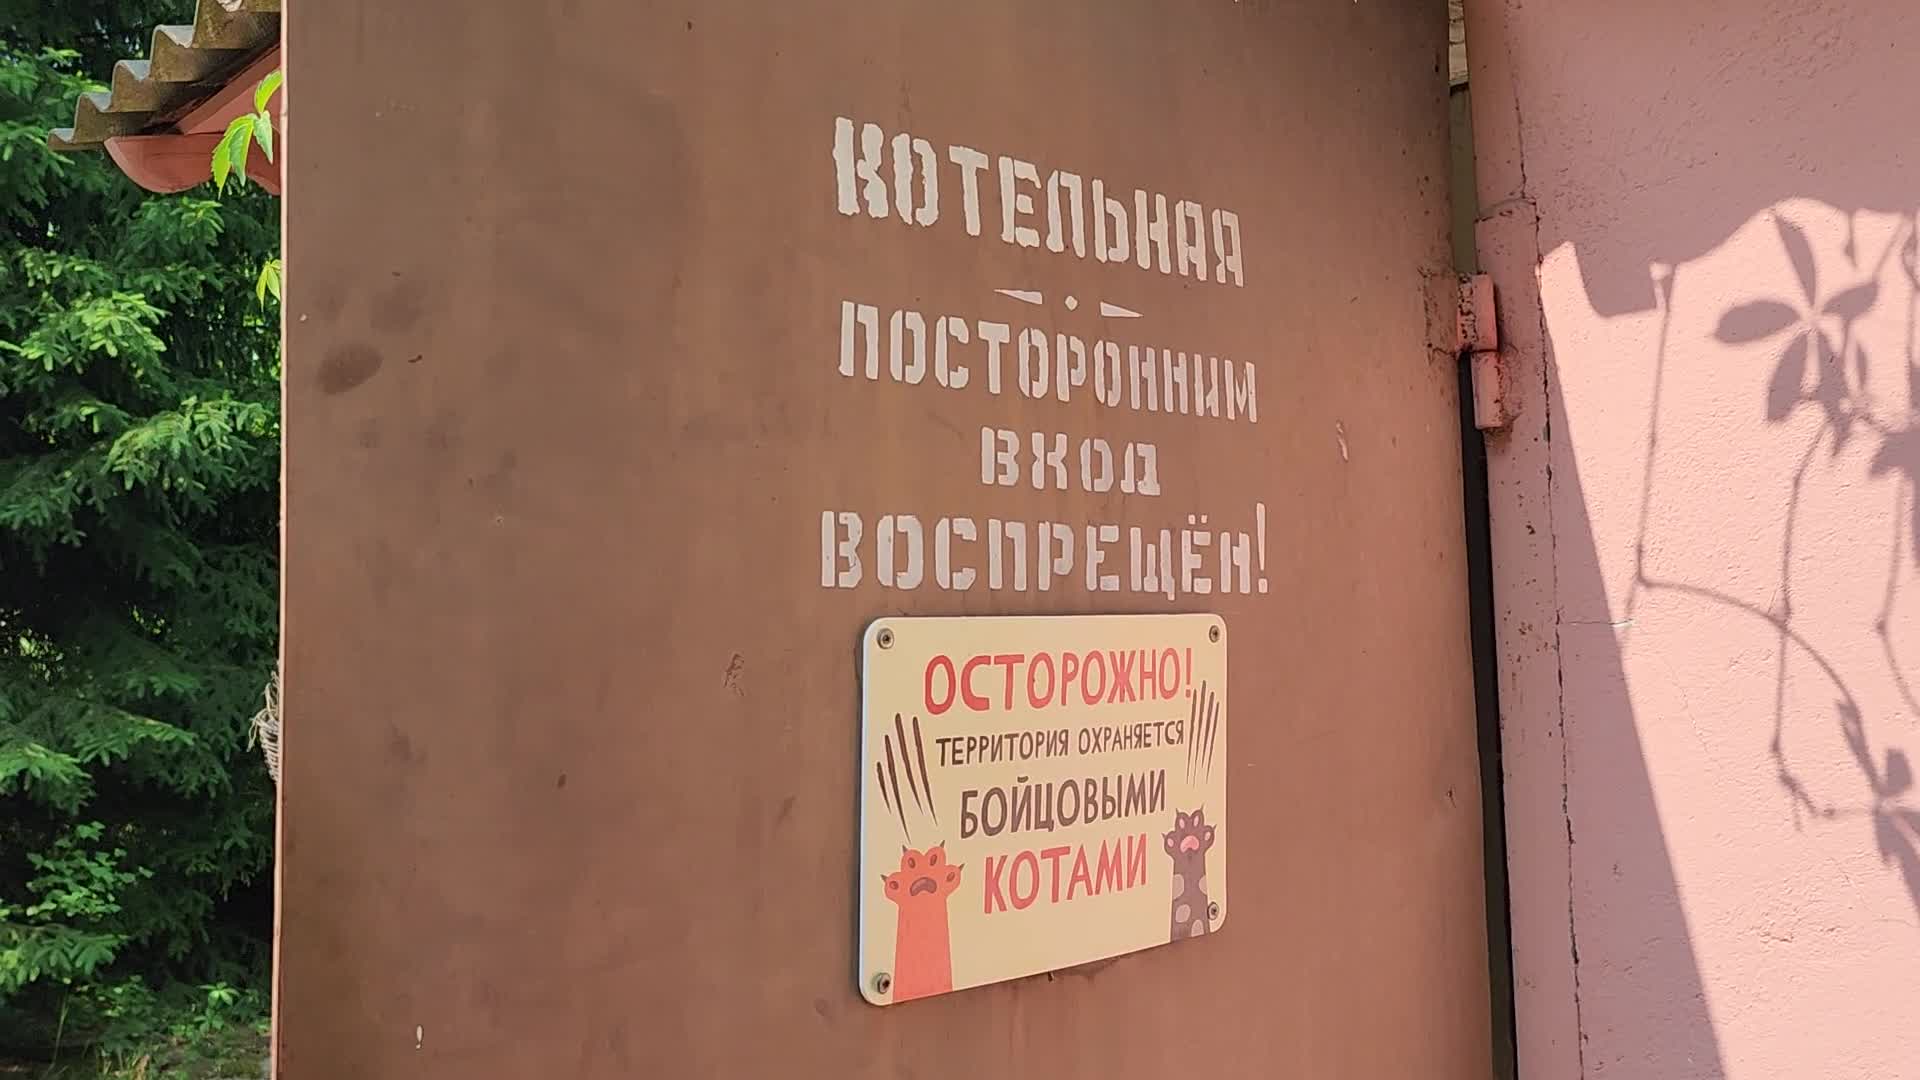 КОТЕЛЬНАЯ
ПОСТОРОННИМ
ВХОД
ВОСПРЕЩЁН!
ОСТОРОЖНО!
ТЕРРИТОРИЯ ОХРАНЯЕТСЯ
БОЙЦОВЫМИ
КОТАМИ